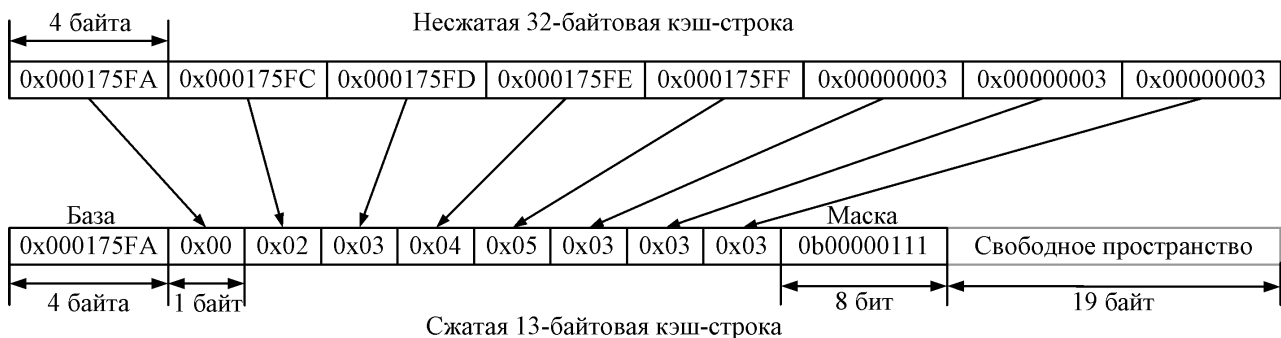 4 байта Несжатая 32-байтовая кэш-строка
0x000175FA 0x000175FC 0x000175FD 0x000175FE 0x000175FF 0x00000003 0x00000003 0x00000003
База Маска
0x000175FA 0x00 0x02 0x03 0x04 0x05 0x03 0x03 0x03 0b00000111 Свободное пространство
4 байта 1 байт 8 бит 19 байт
Сжатая 13-байтовая кэш-строка